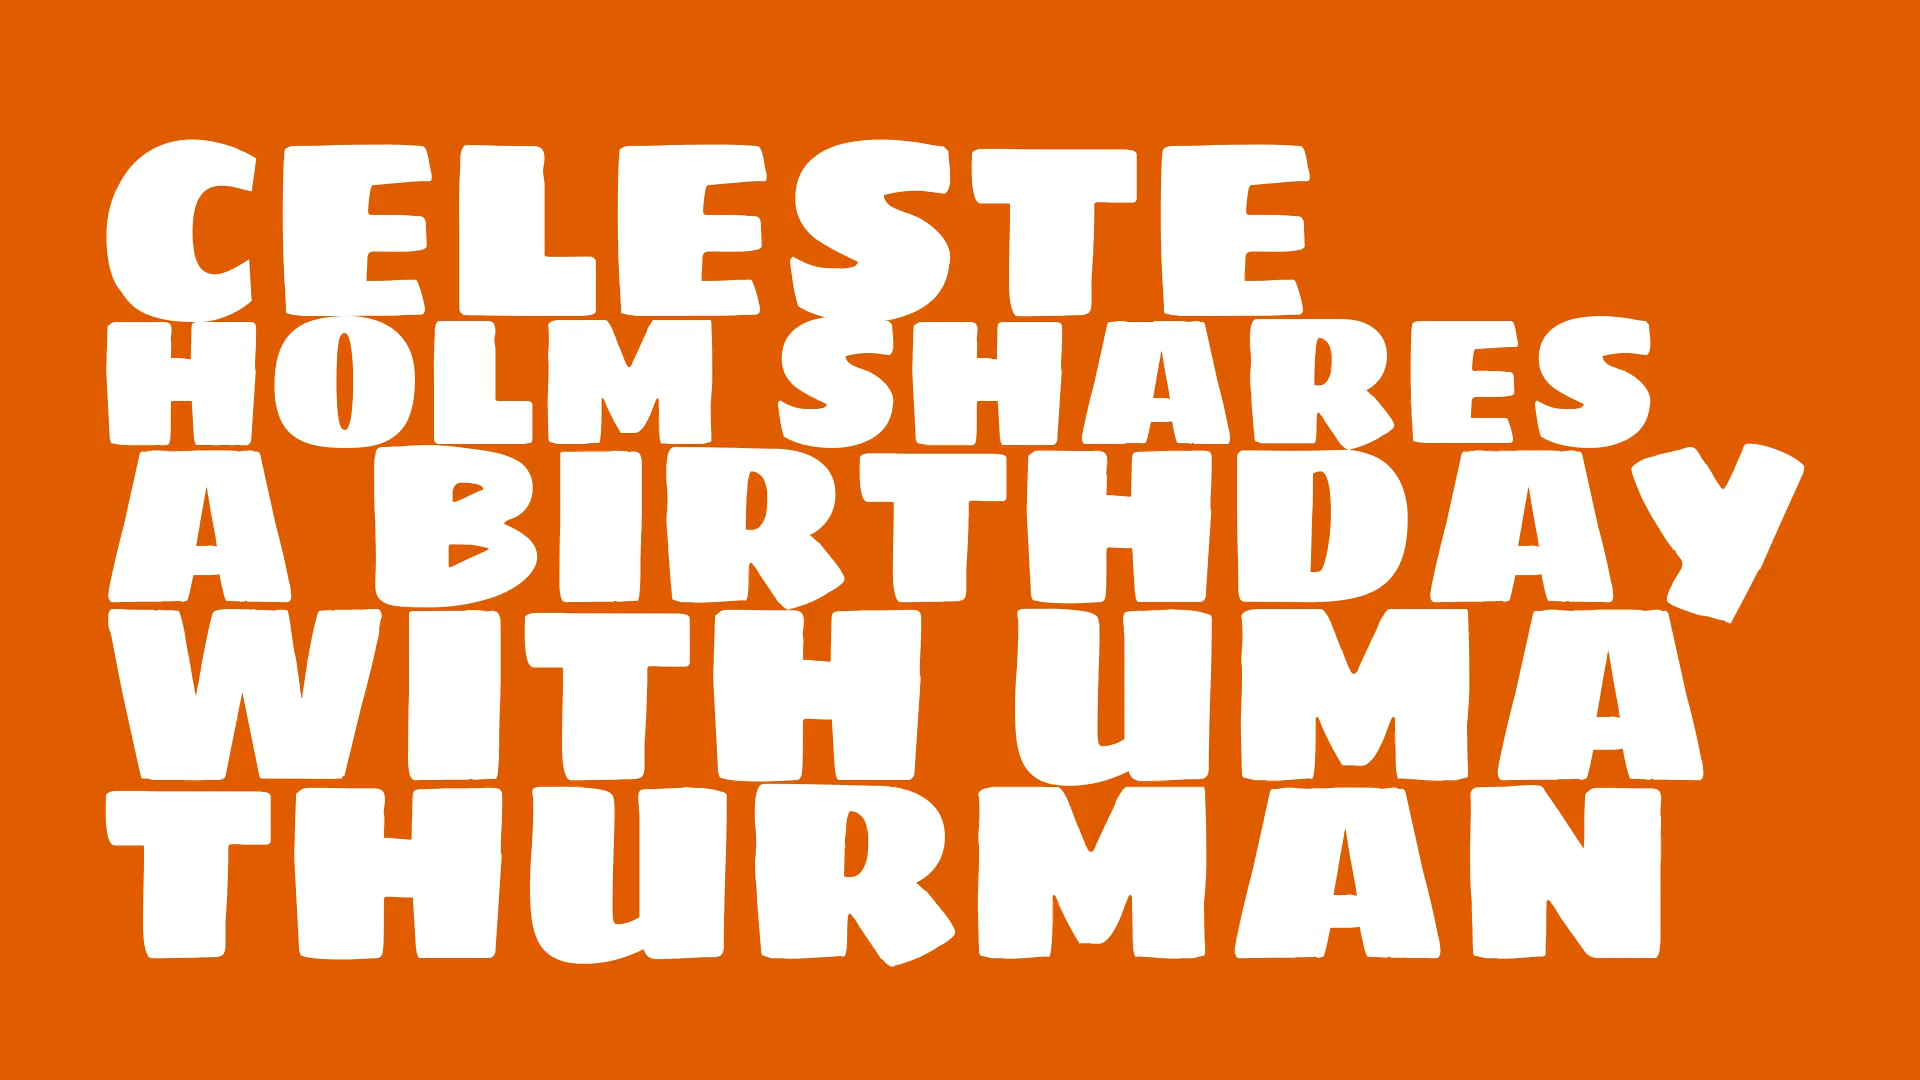 CELESTE
HOLM SHARES
A BIRTHDAY
WITH UMA
THURMAN